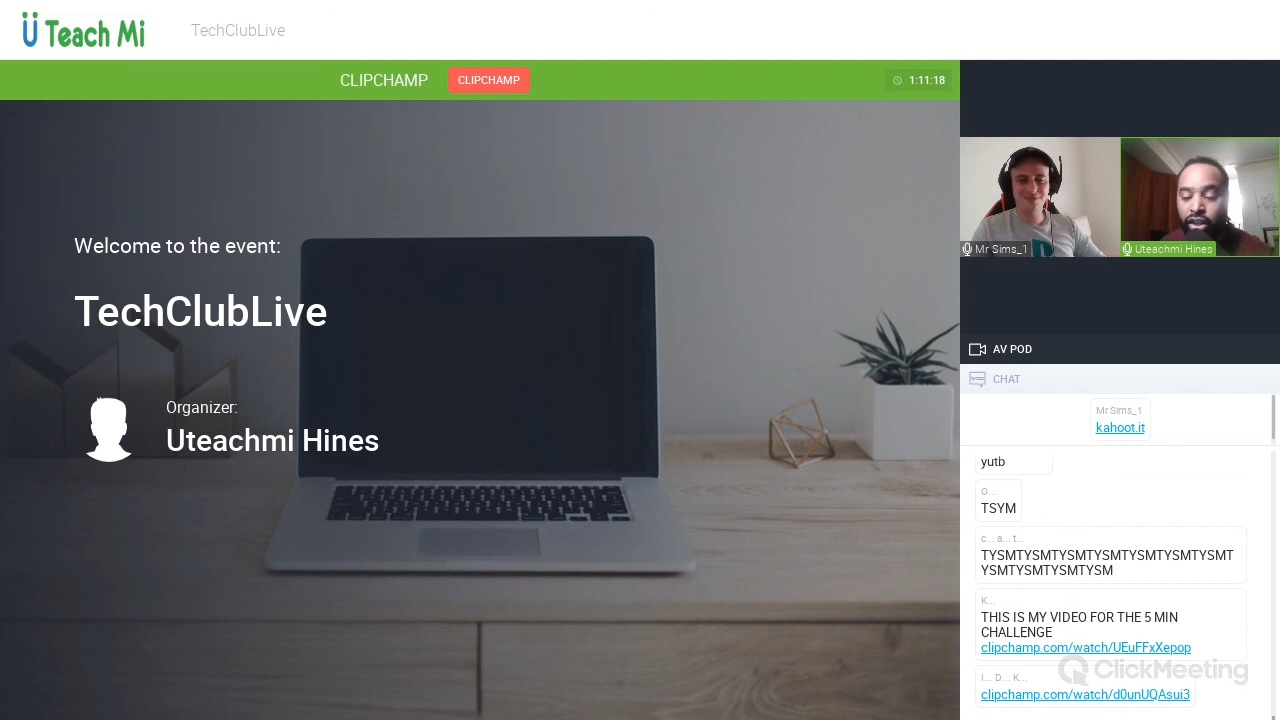 Ü Teach Mi
TechClubLive
CLIPCHAMP
CLIPCHAMP
1:11:18
Welcome to the event:
TechClubLive
Organizer:
Uteachmi Hines
Mr Sims_1
Uteachmi Hines
AV POD
CHAT
Mr Sims_1
kahoot.it
yutb
O...
TSYM
c... a... t...
TYSMTYSMTYSMTYSMTYSMTYSMTYSMT
YSMTYSMTYSMTYSM
K...
THIS IS MY VIDEO FOR THE 5 MIN
CHALLENGE
clipchamp.com/watch/UEuFFxXepop
ClickMeeting
I... D... K...
clipchamp.com/watch/d0unUQAsui3